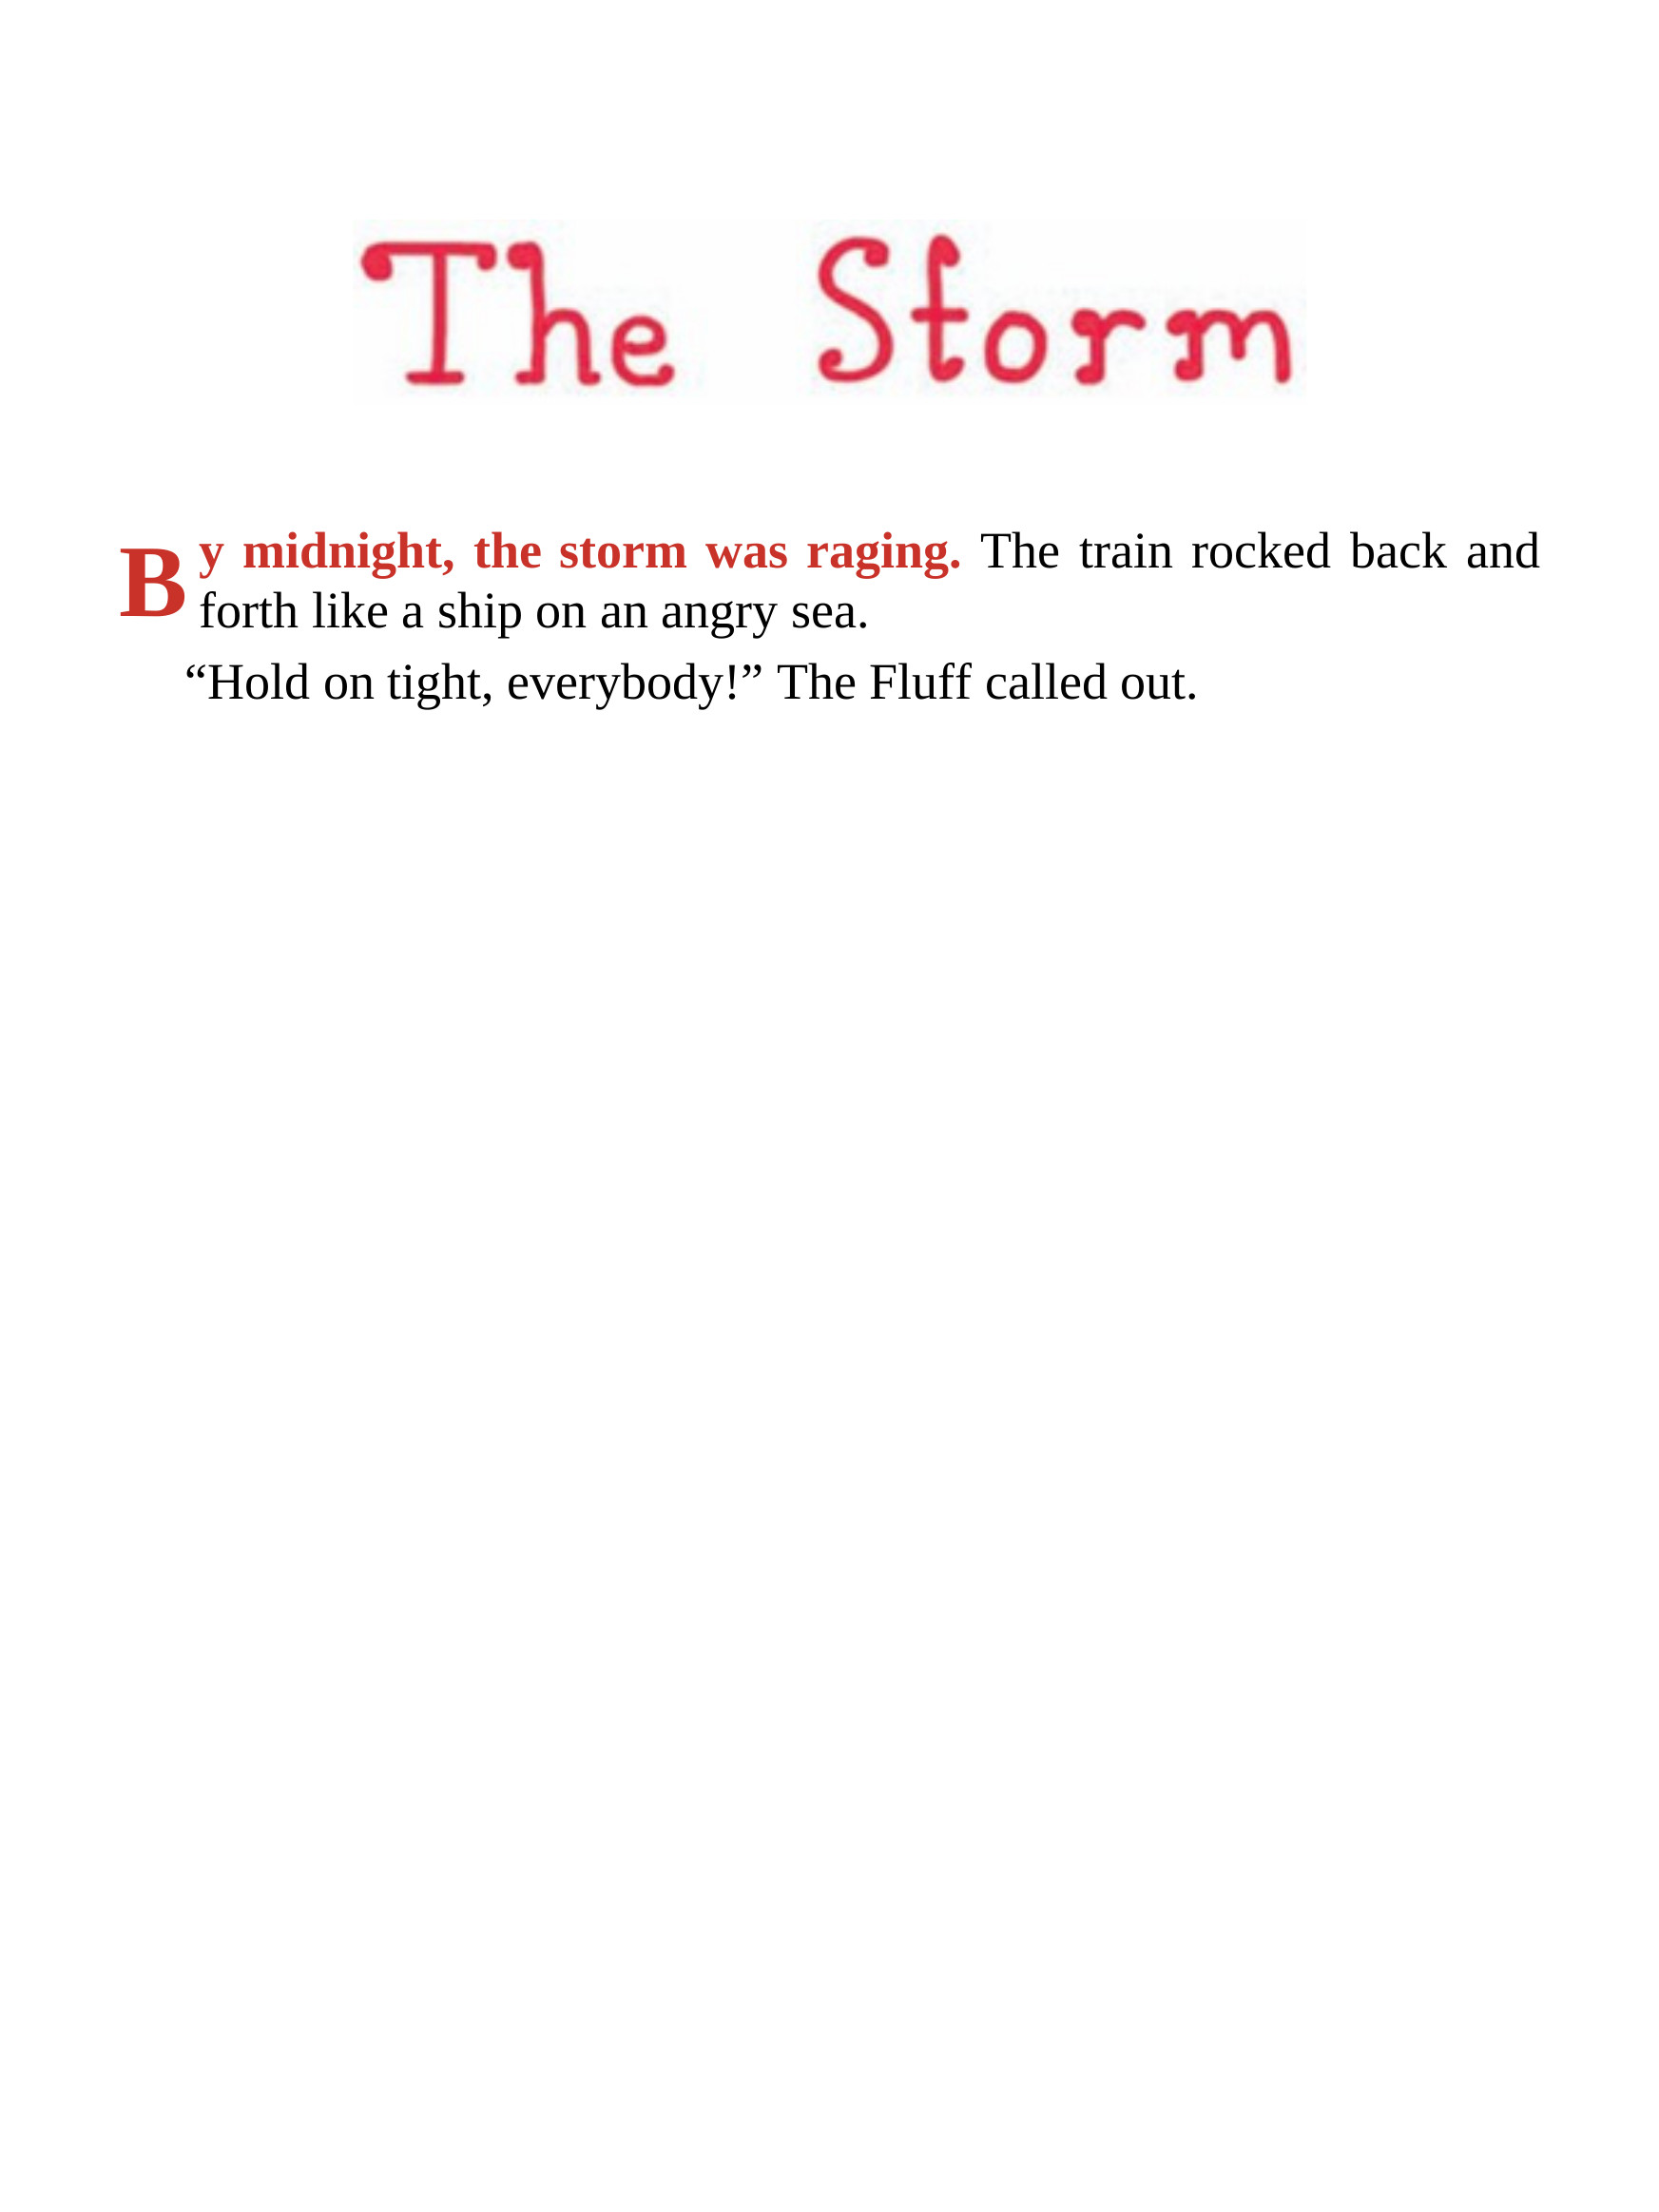 The Storm
By midnight, the storm was raging. The train rocked back and
forth like a ship on an angry sea.
“Hold on tight, everybody!” The Fluff called out.